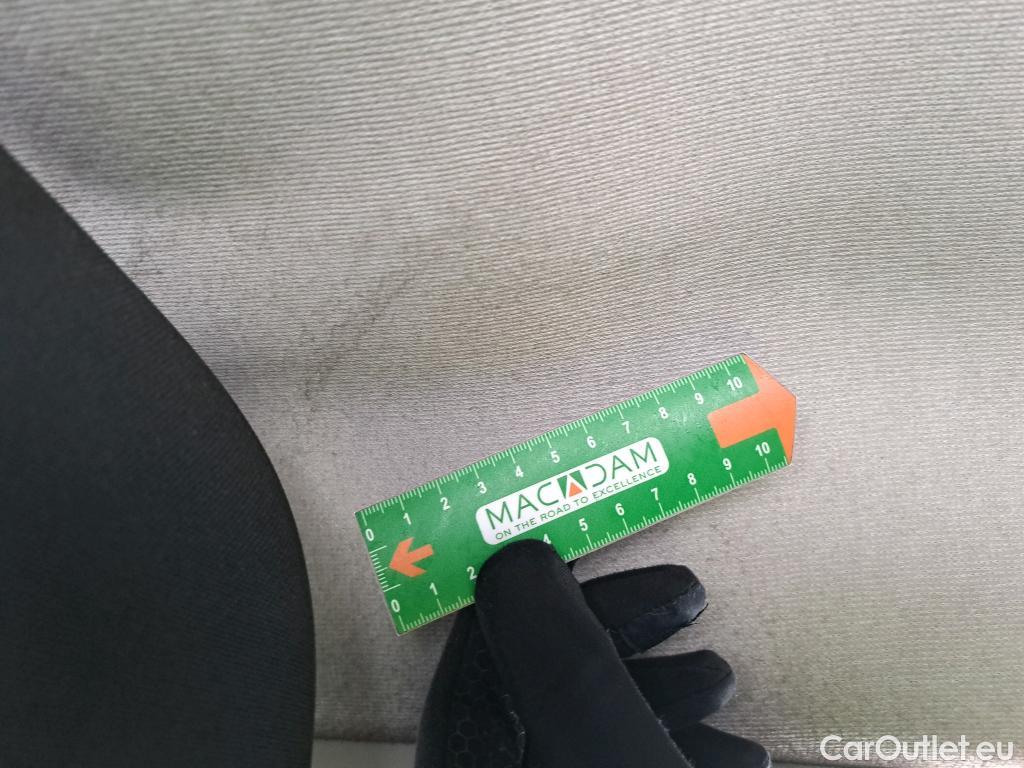 0 1 2 3 4 5 6 7 8 9 10
MACADAM
ON THE ROAD TO EXCELLENCE
0 1 2 4 5 6 7 8 9 10
CarOutlet.eu